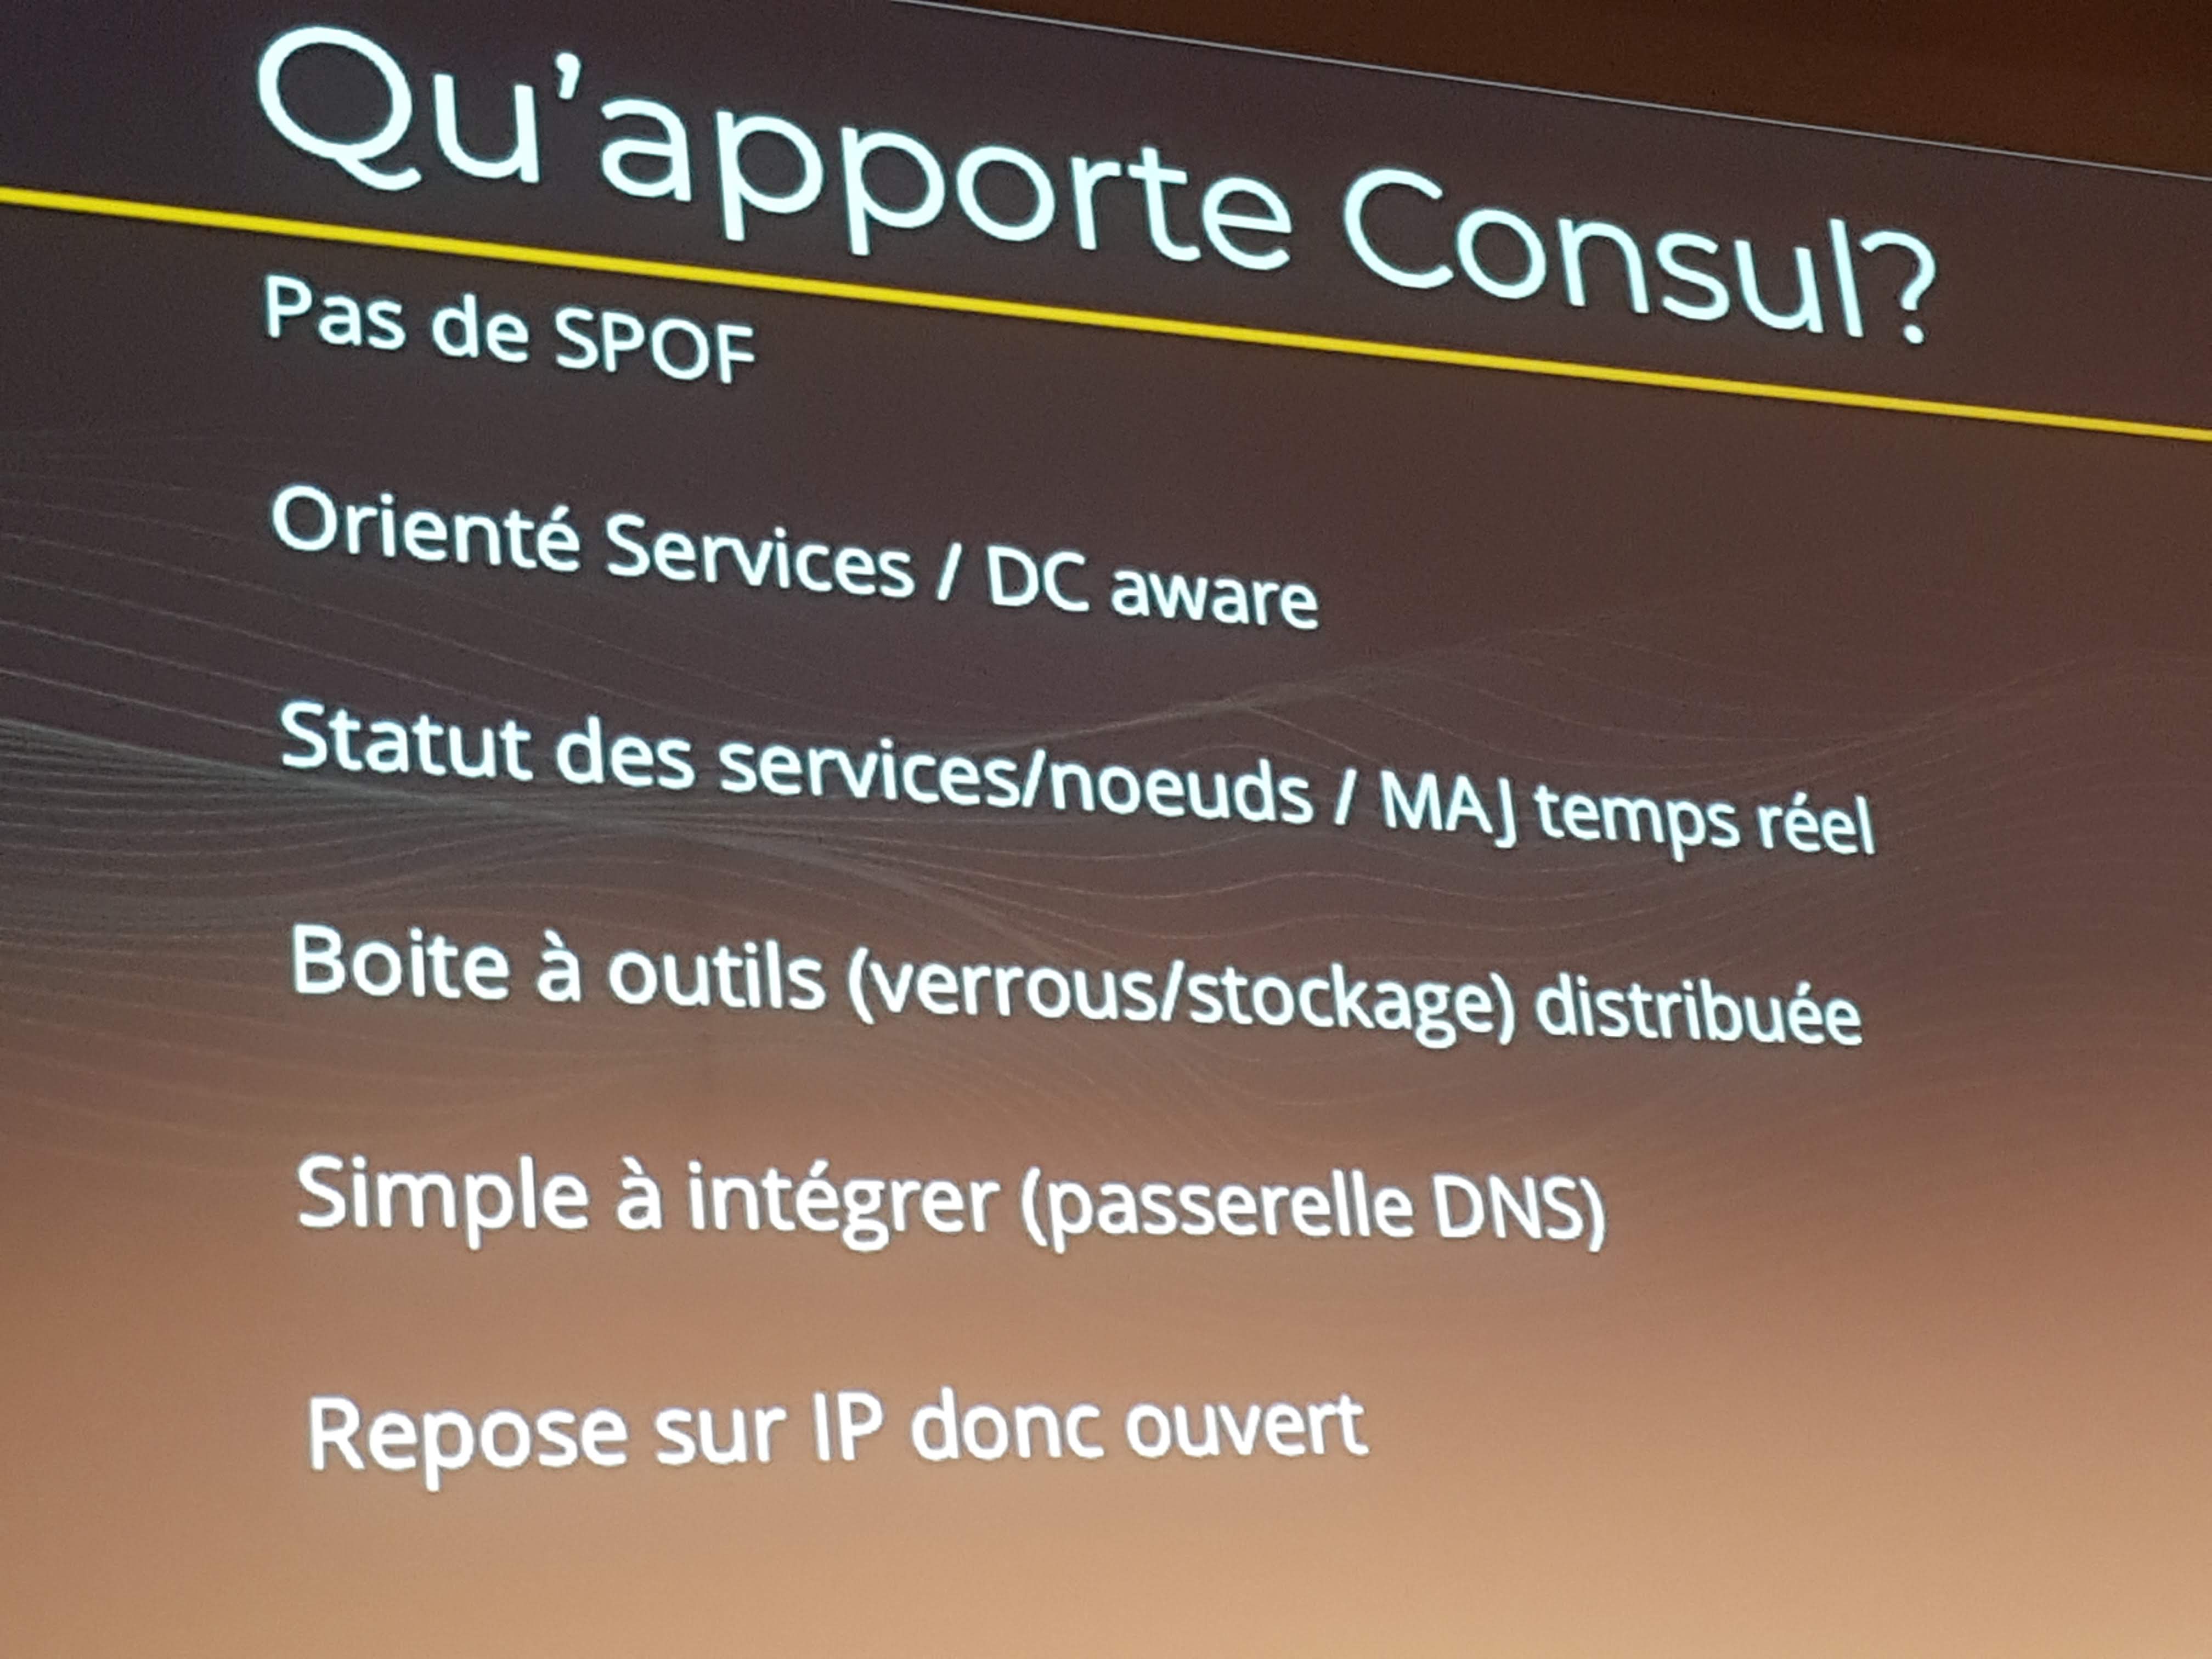 Qu’apporte Consul?
Pas de SPOF
Orienté Services / DC aware
Statut des services/noeuds / MAJ temps réel
Boite à outils (verrous/stockage) distribuée
Simple à intégrer (passerelle DNS)
Repose sur IP donc ouvert